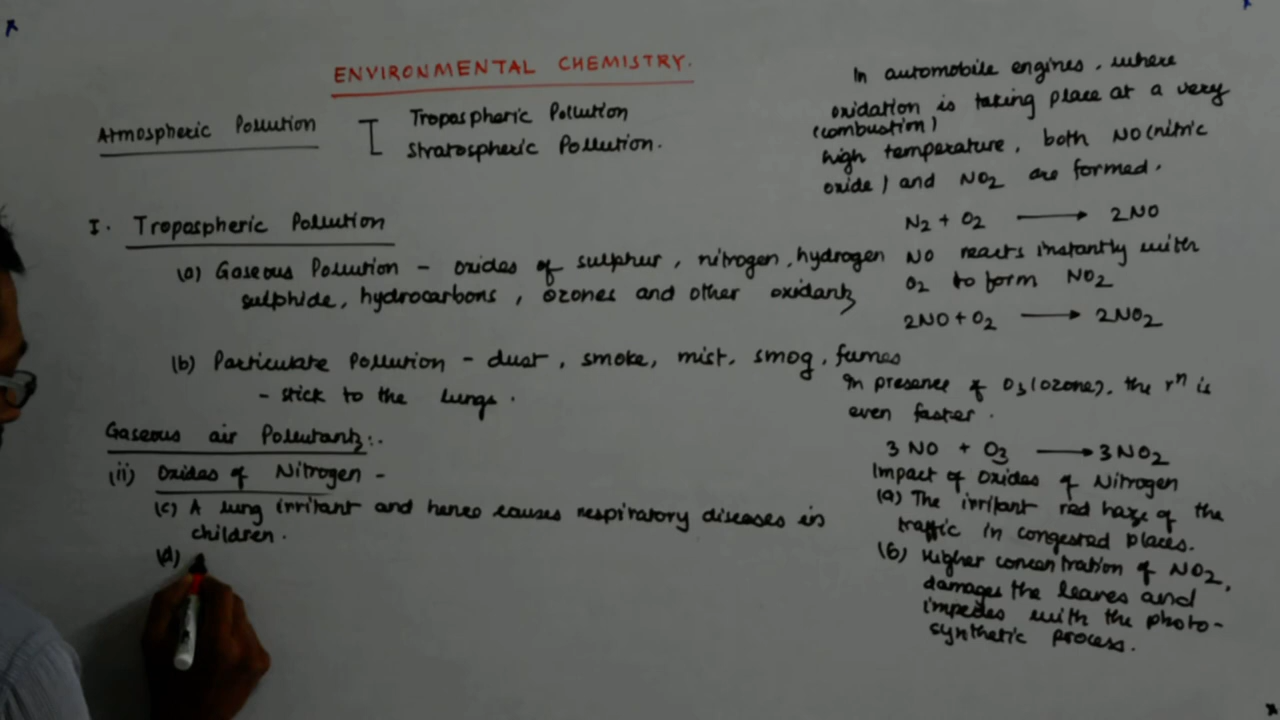 ENVIRONMENTAL CHEMISTRY.
Atmospheric Pollution
Tropospheric Pollution
Stratospheric Pollution.
I. Tropospheric Pollution
(a) Gaseous Pollution - oxides of sulphur, nitrogen, hydrogen
sulphide, hydrocarbons, ozones and other oxidants
(b) Particulate Pollution - dust, smoke, mist, smog, fumes
- stick to the lungs.
Gaseous air Pollutants:-
(ii) Oxides of Nitrogen -
(c) A lung irritant and hence causes respiratory diseases in
children.
(d)
In automobile engines, where
oxidation is taking place at a very
(combustion)
high temperature, both NO (nitric
oxide) and NO2 are formed.
N2 + O2 → 2NO
NO reacts instantly with
O2 to form NO2
2NO + O2 → 2NO2
In presence of O3 (ozone), the rn is
even faster.
3 NO + O3 → 3 NO2
Impact of Oxides of Nitrogen
(a) The irritant red haze of the
traffic in congested places.
(b) Higher concentration of NO2,
damages the leaves and
impedes with the photo-
synthetic process.